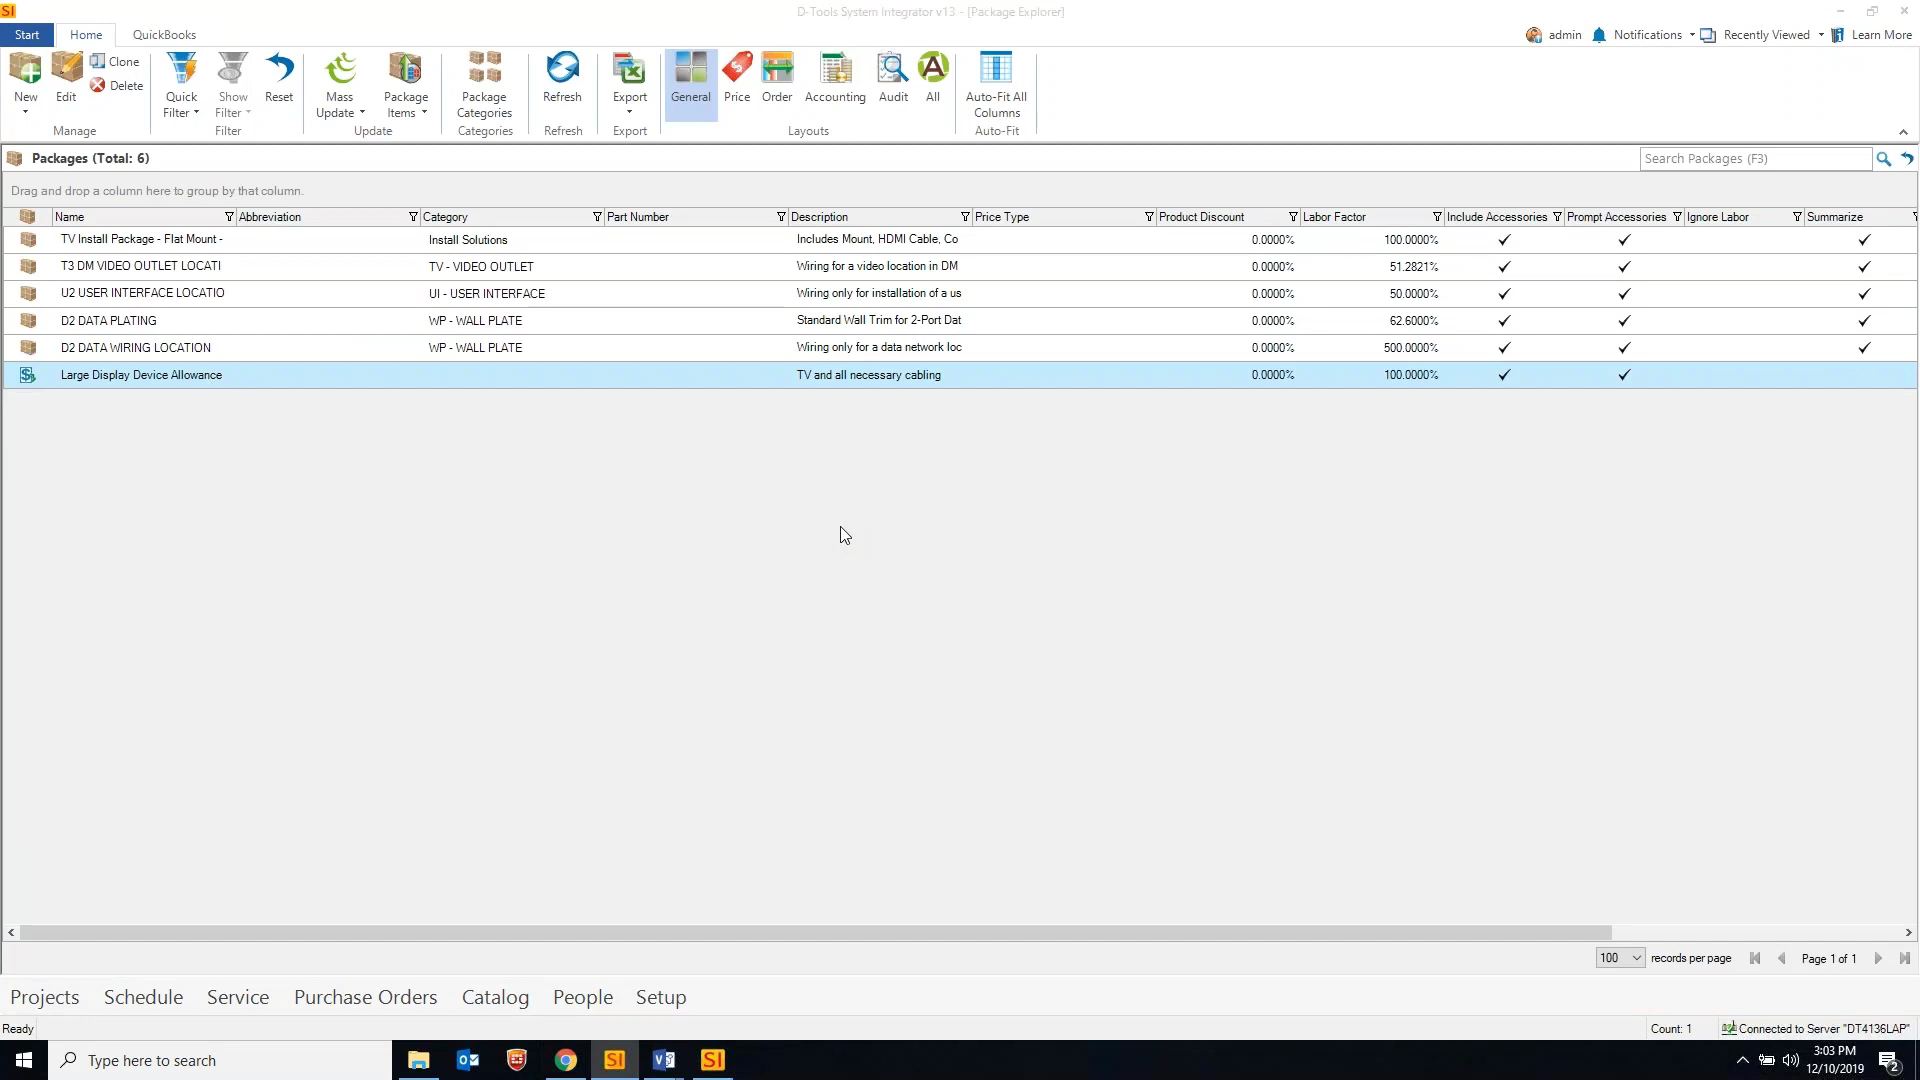 SI D-Tools System Integrator v13 - [Package Explorer]
Start Home QuickBooks admin Notifications Recently Viewed Learn More
New Edit Clone Delete Quick Filter Show Filter Reset Mass Update Package Items Package Categories Refresh Export General Price Order Accounting Audit All Auto-Fit All Columns
Manage Filter Update Categories Refresh Export Layouts Auto-Fit
Packages (Total: 6) Search Packages (F3)
Drag and drop a column here to group by that column.
Name Abbreviation Category Part Number Description Price Type Product Discount Labor Factor Include Accessories Prompt Accessories Ignore Labor Summarize
TV Install Package - Flat Mount - Install Solutions Includes Mount, HDMI Cable, Co 0.0000% 100.0000%
T3 DM VIDEO OUTLET LOCATI TV - VIDEO OUTLET Wiring for a video location in DM 0.0000% 51.2821%
U2 USER INTERFACE LOCATIO UI - USER INTERFACE Wiring only for installation of a us 0.0000% 50.0000%
D2 DATA PLATING WP - WALL PLATE Standard Wall Trim for 2-Port Dat 0.0000% 62.6000%
D2 DATA WIRING LOCATION WP - WALL PLATE Wiring only for a data network loc 0.0000% 500.0000%
Large Display Device Allowance TV and all necessary cabling 0.0000% 100.0000%
100 records per page Page 1 of 1
Projects Schedule Service Purchase Orders Catalog People Setup
Ready Count: 1 Connected to Server "DT4136LAP"
Type here to search SI SI 3:03 PM
12/10/2019 2